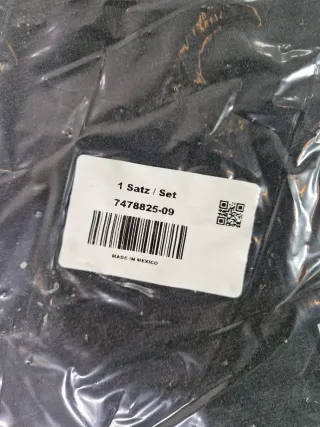 1 Satz / Set
7478825-09
MADE IN MEXICO